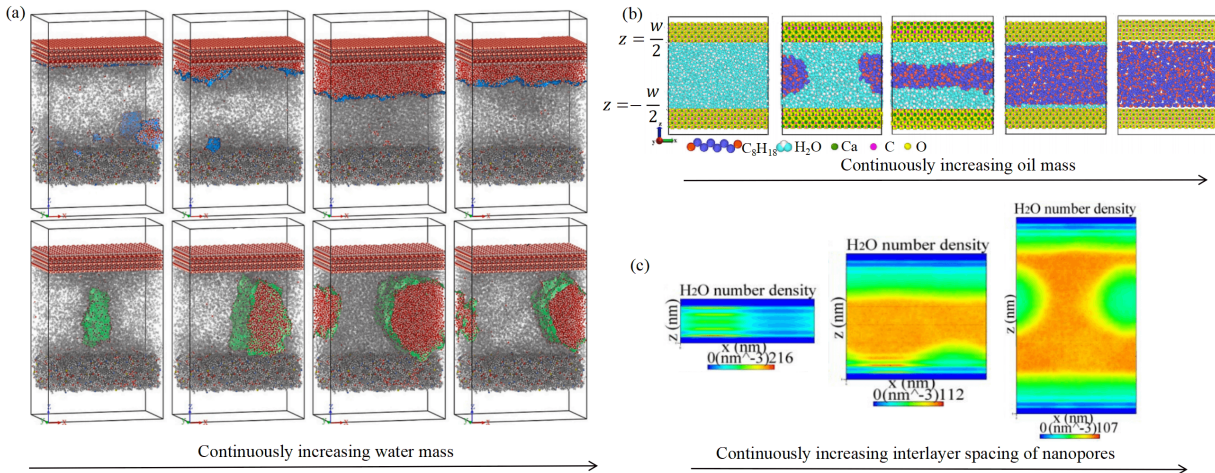 (a)
Continuously increasing water mass
(b)
z = w/2
z = - w/2
C₈H₁₈ H₂O Ca C O
Continuously increasing oil mass
(c)
H2O number density
z (nm)
x (nm)
0(nm^-3)216
H2O number density
z (nm)
x (nm)
0(nm^-3)112
H2O number density
z (nm)
x (nm)
0(nm^-3)107
Continuously increasing interlayer spacing of nanopores